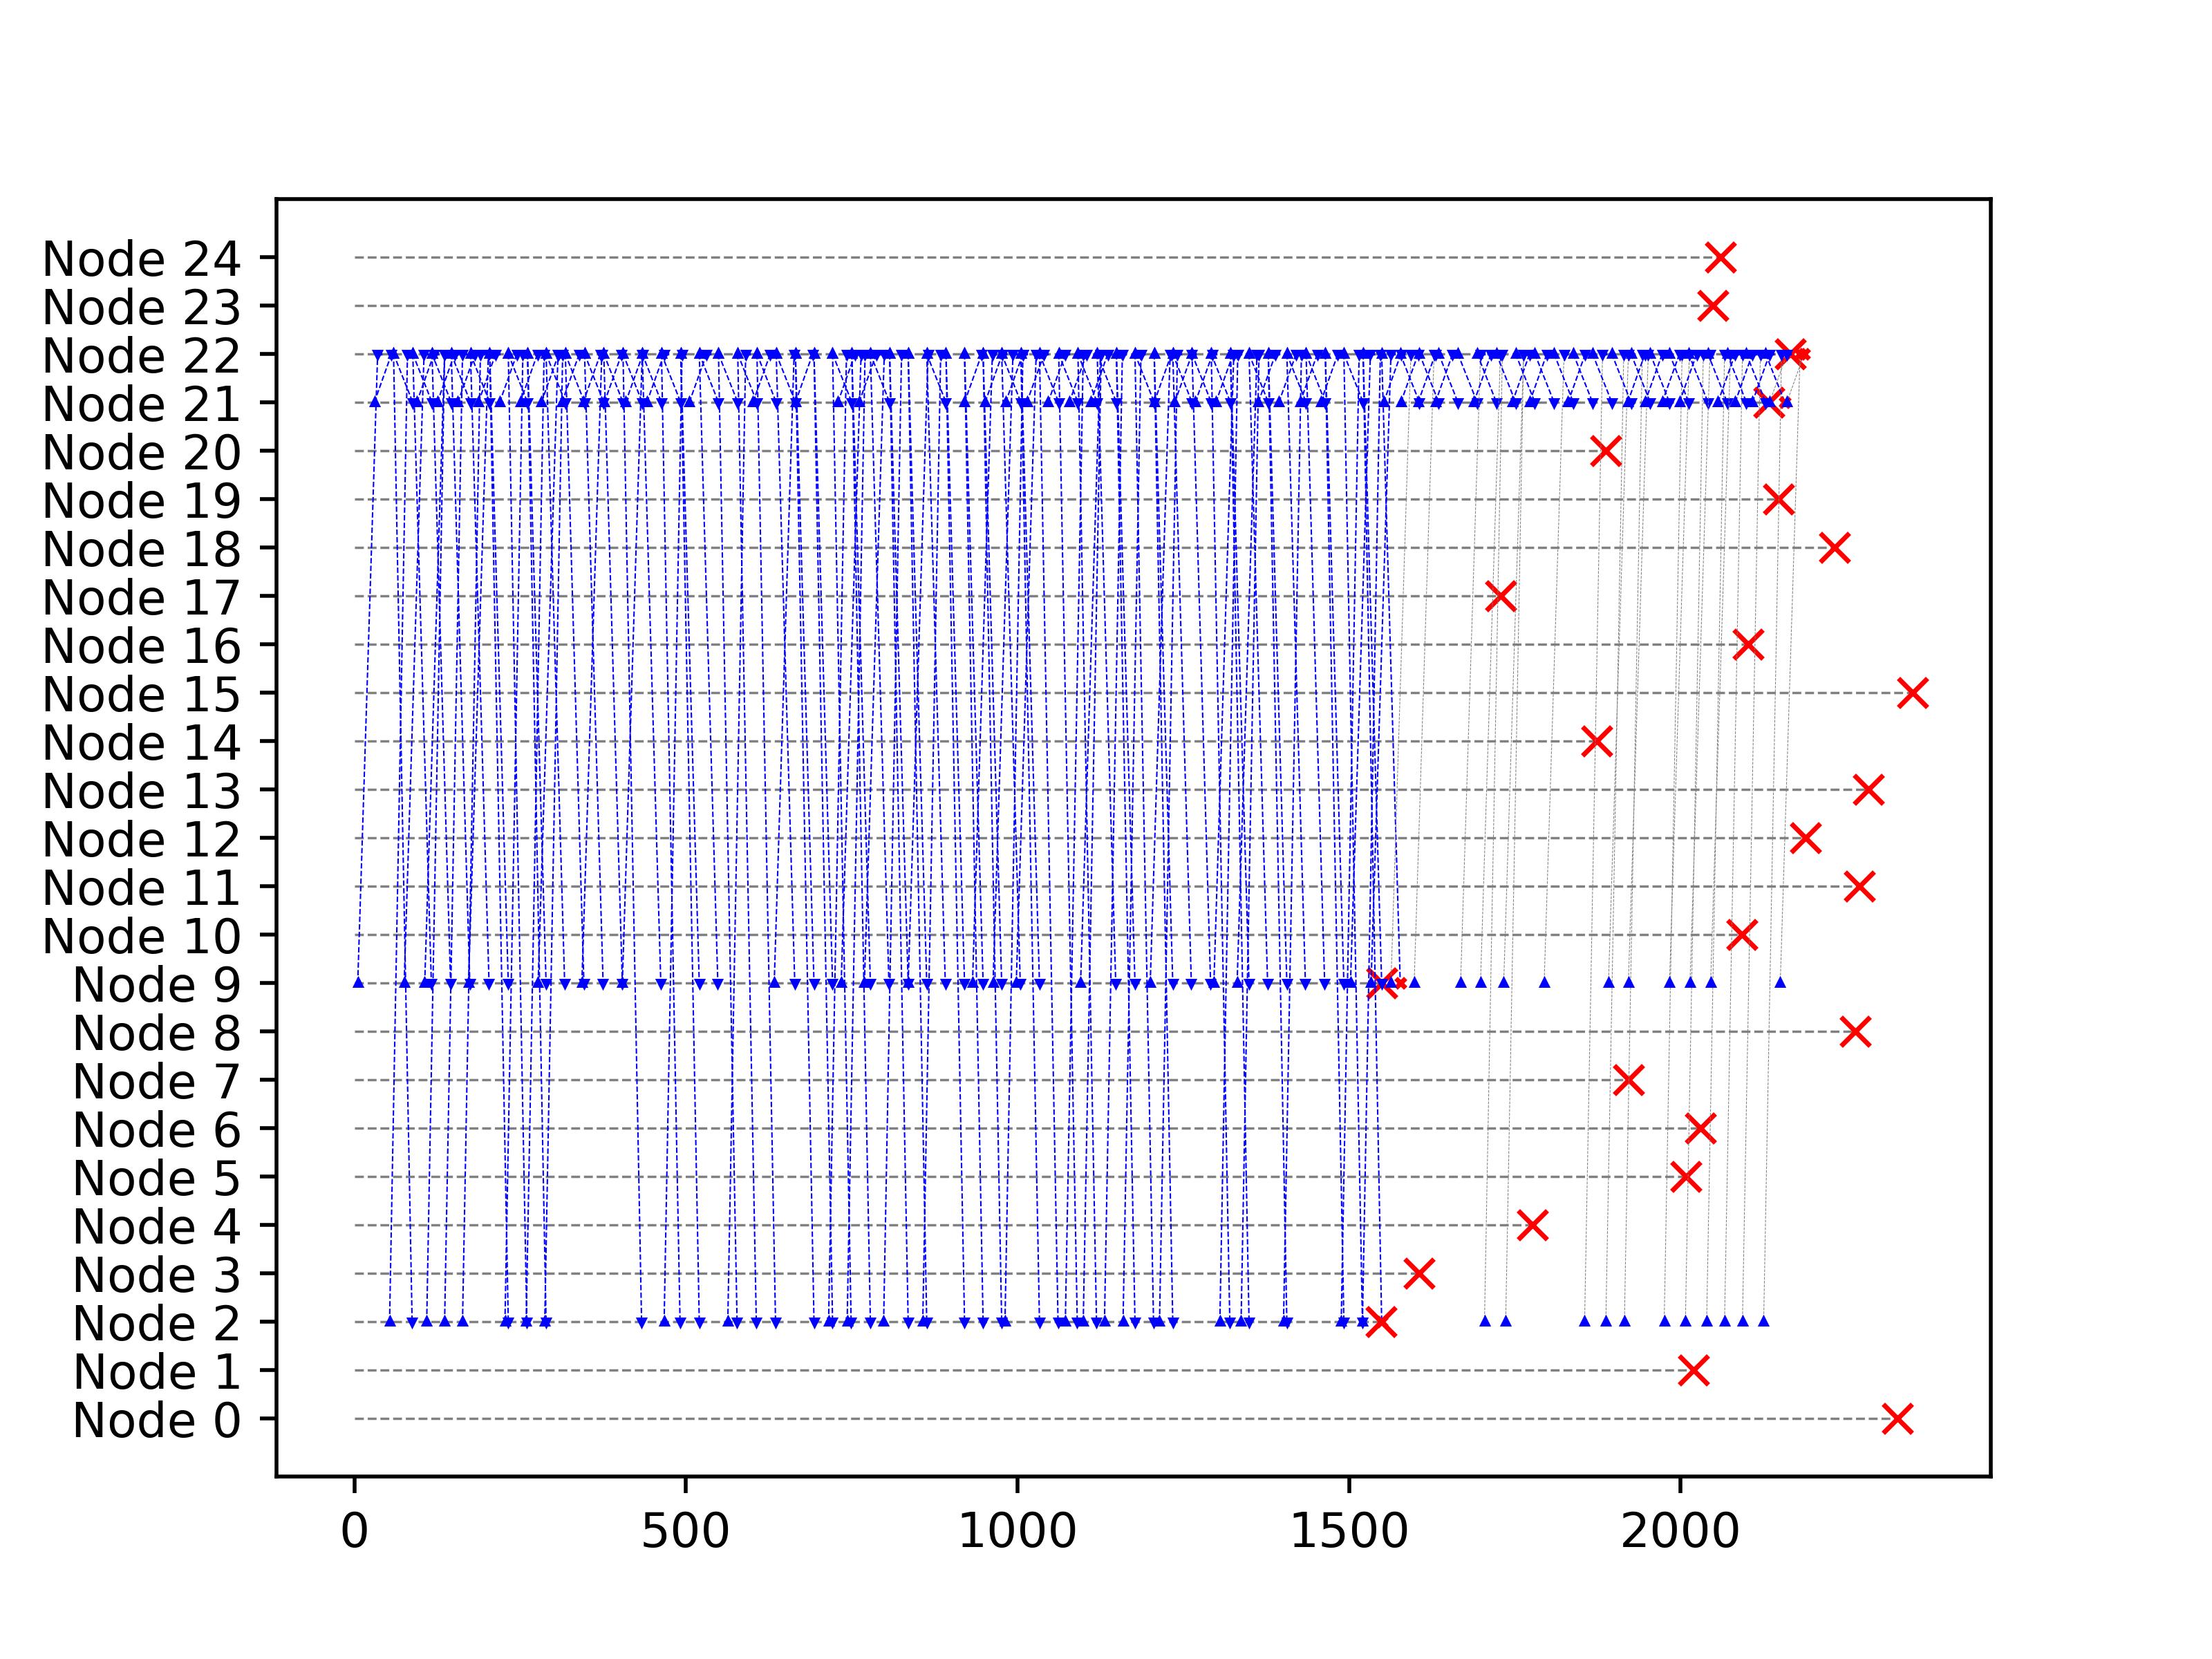 Node 24
Node 23
Node 22
Node 21
Node 20
Node 19
Node 18
Node 17
Node 16
Node 15
Node 14
Node 13
Node 12
Node 11
Node 10
Node 9
Node 8
Node 7
Node 6
Node 5
Node 4
Node 3
Node 2
Node 1
Node 0
0 500 1000 1500 2000